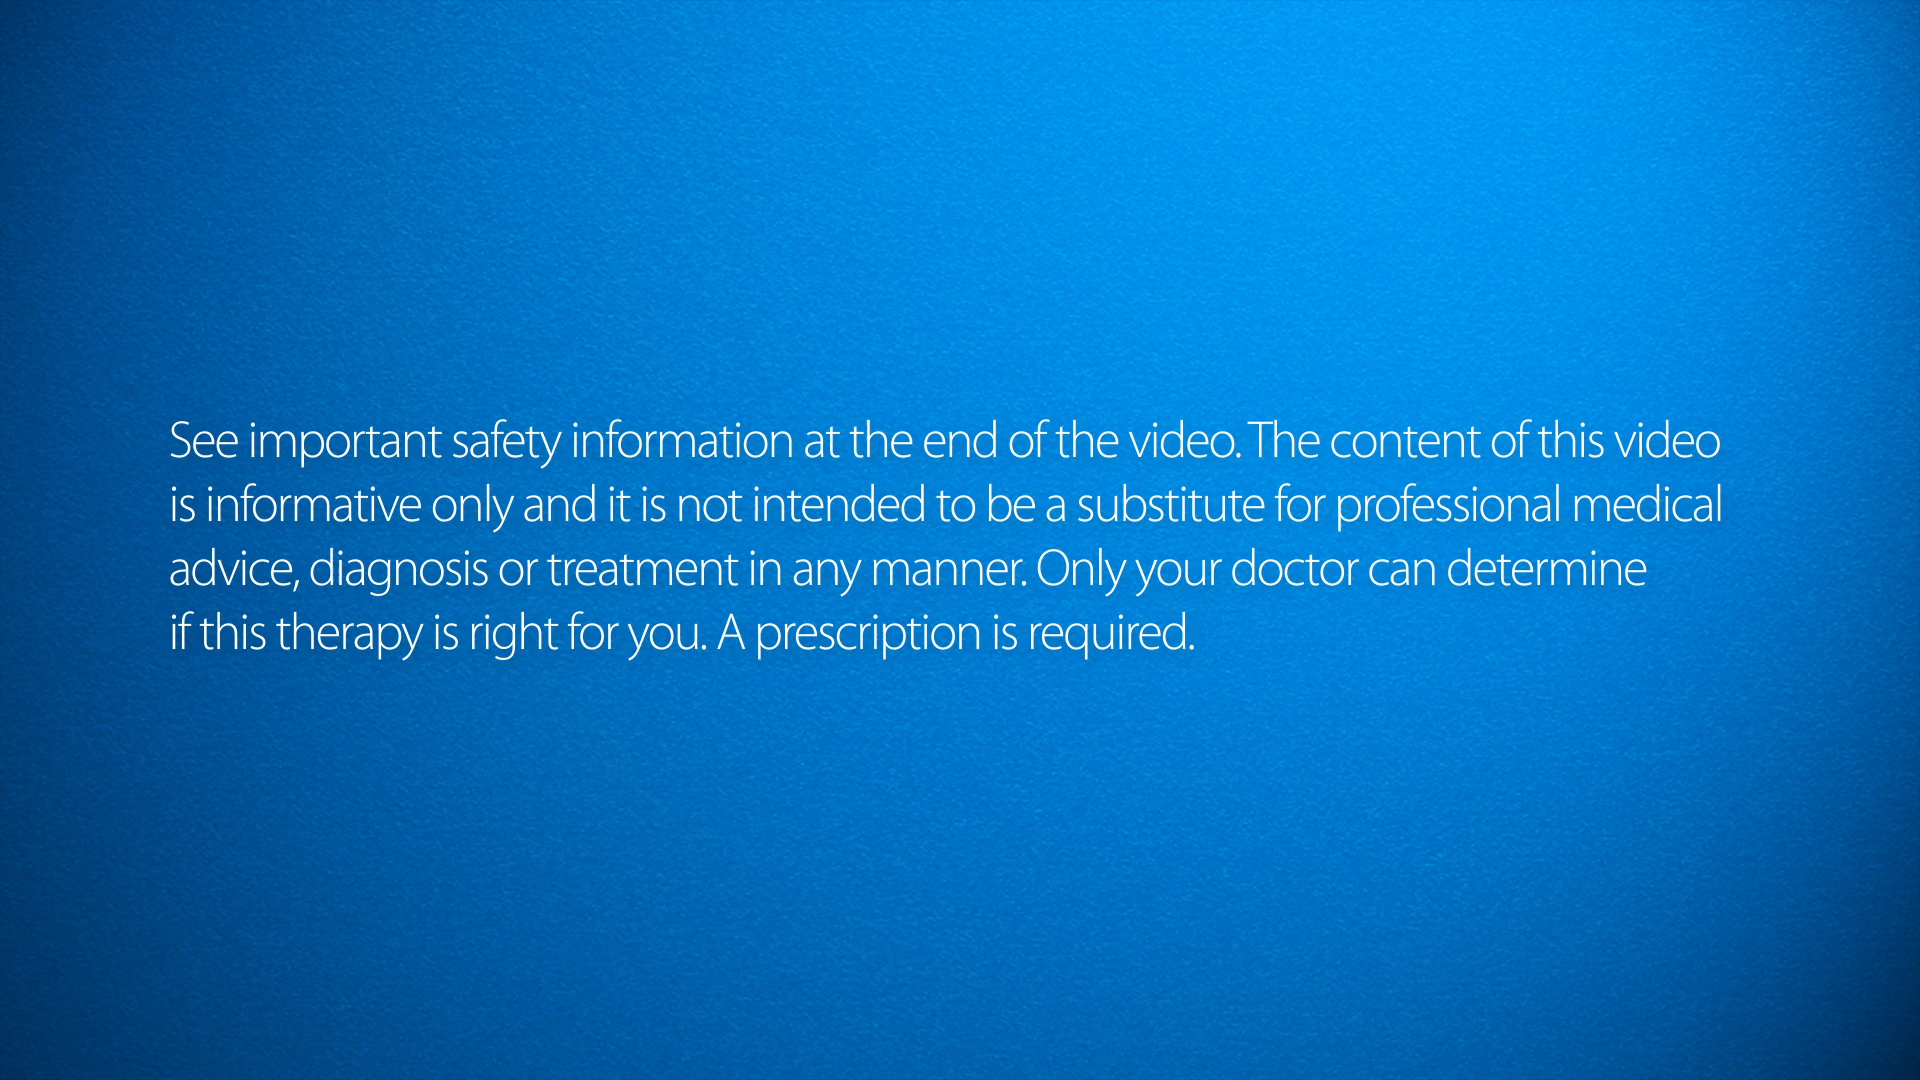 See important safety information at the end of the video. The content of this video
is informative only and it is not intended to be a substitute for professional medical
advice, diagnosis or treatment in any manner. Only your doctor can determine
if this therapy is right for you. A prescription is required.